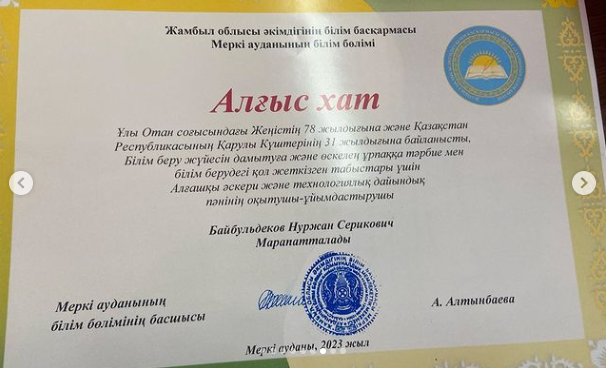 Жамбыл облысы әкімдігінің білім басқармасы
Меркі ауданының білім бөлімі
Алғыс хат
Ұлы Отан соғысындағы Жеңістің 78 жылдығына және Қазақстан
Республикасының Қарулы Күштерінің 31 жылдығына байланысты,
Білім беру жүйесін дамытуға және өскелең ұрпаққа тәрбие мен
білім берудегі қол жеткізген табыстары үшін
Алғашқы әскери және технологиялық дайындық
пәнінің оқытушы-ұйымдастырушы
Байбульдеков Нуржан Серикович
Марапатталады
Меркі ауданының
білім бөлімінің басшысы
А. Алтынбаева
Меркі ауданы, 2023 жыл